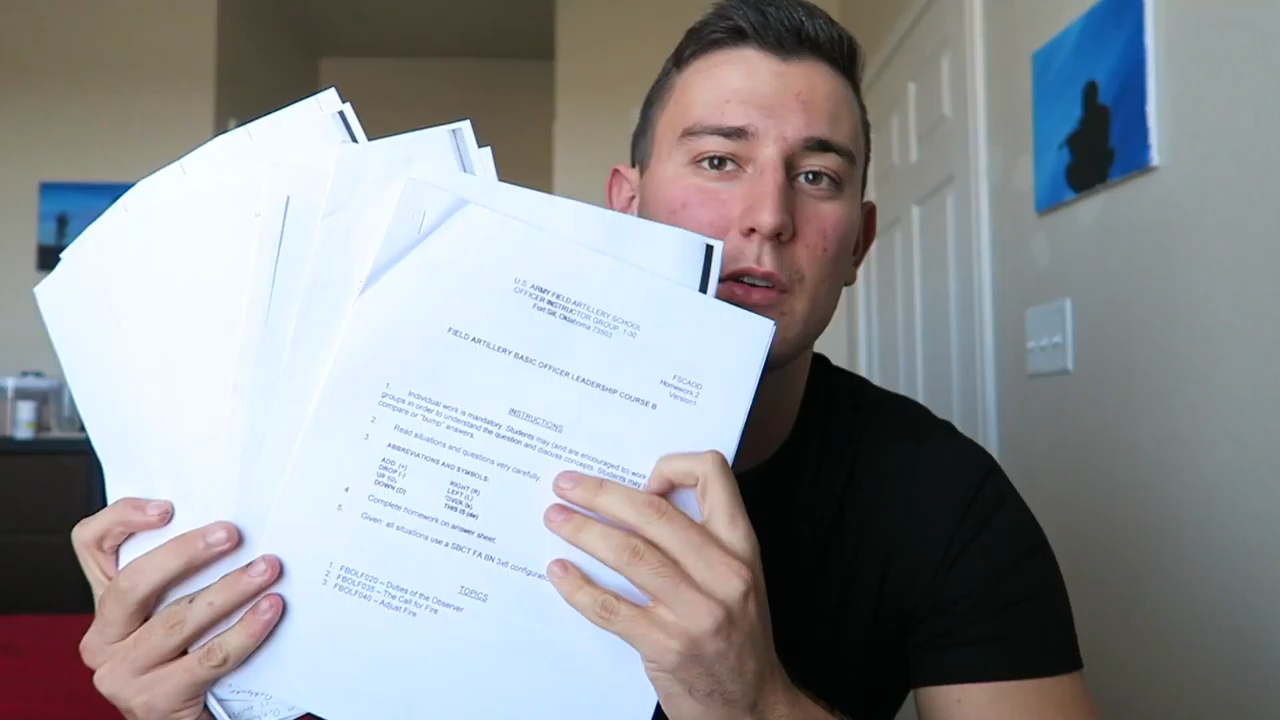 U.S. ARMY FIELD ARTILLERY SCHOOL
OFFICER INSTRUCTOR GROUP 1-30
Fort Sill, Oklahoma 73503
FIELD ARTILLERY BASIC OFFICER LEADERSHIP COURSE B
FSCAOD
Homework 2
Version1
INSTRUCTIONS
1. Individual work is mandatory. Students may (and are encouraged to) work
groups in order to understand the question and discuss concepts. Students may
compare or "bump" answers.
2. Read situations and questions very carefully.
3 ABBREVIATIONS AND SYMBOLS:
ADD (+) RIGHT (R)
DROP (-) LEFT (L)
UP (U) OVER (k)
DOWN (D) THIS IS (de)
4 Complete homework on answer sheet.
5. Given: all situations use a SBCT FA BN 3x6
TOPICS
1. FBOLF020 – Duties of the Observer
2. FBOLF035 – The Call for Fire
3. FBOLF040 – Adjust Fire